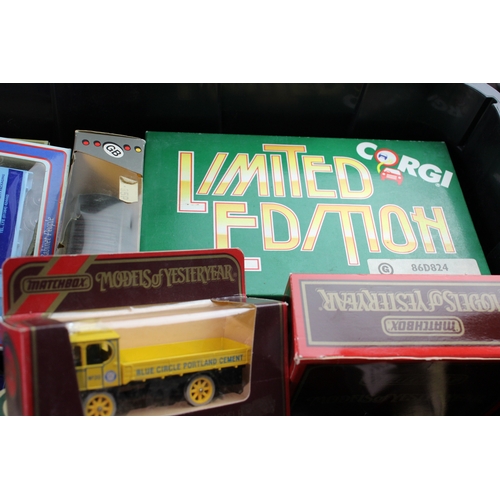 GB
LIMITED
EDITION
CORGI
G 86D824
MATCHBOX MODELS of YESTERYEAR
BLUE CIRCLE PORTLAND CEMENT
MODELS of YESTERYEAR
MATCHBOX